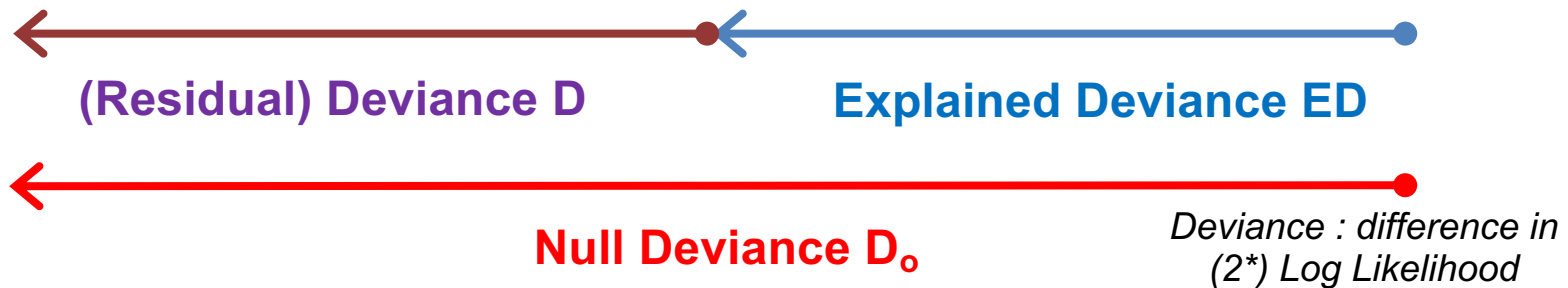 (Residual) Deviance D
Explained Deviance ED
Null Deviance Do
Deviance : difference in
(2*) Log Likelihood